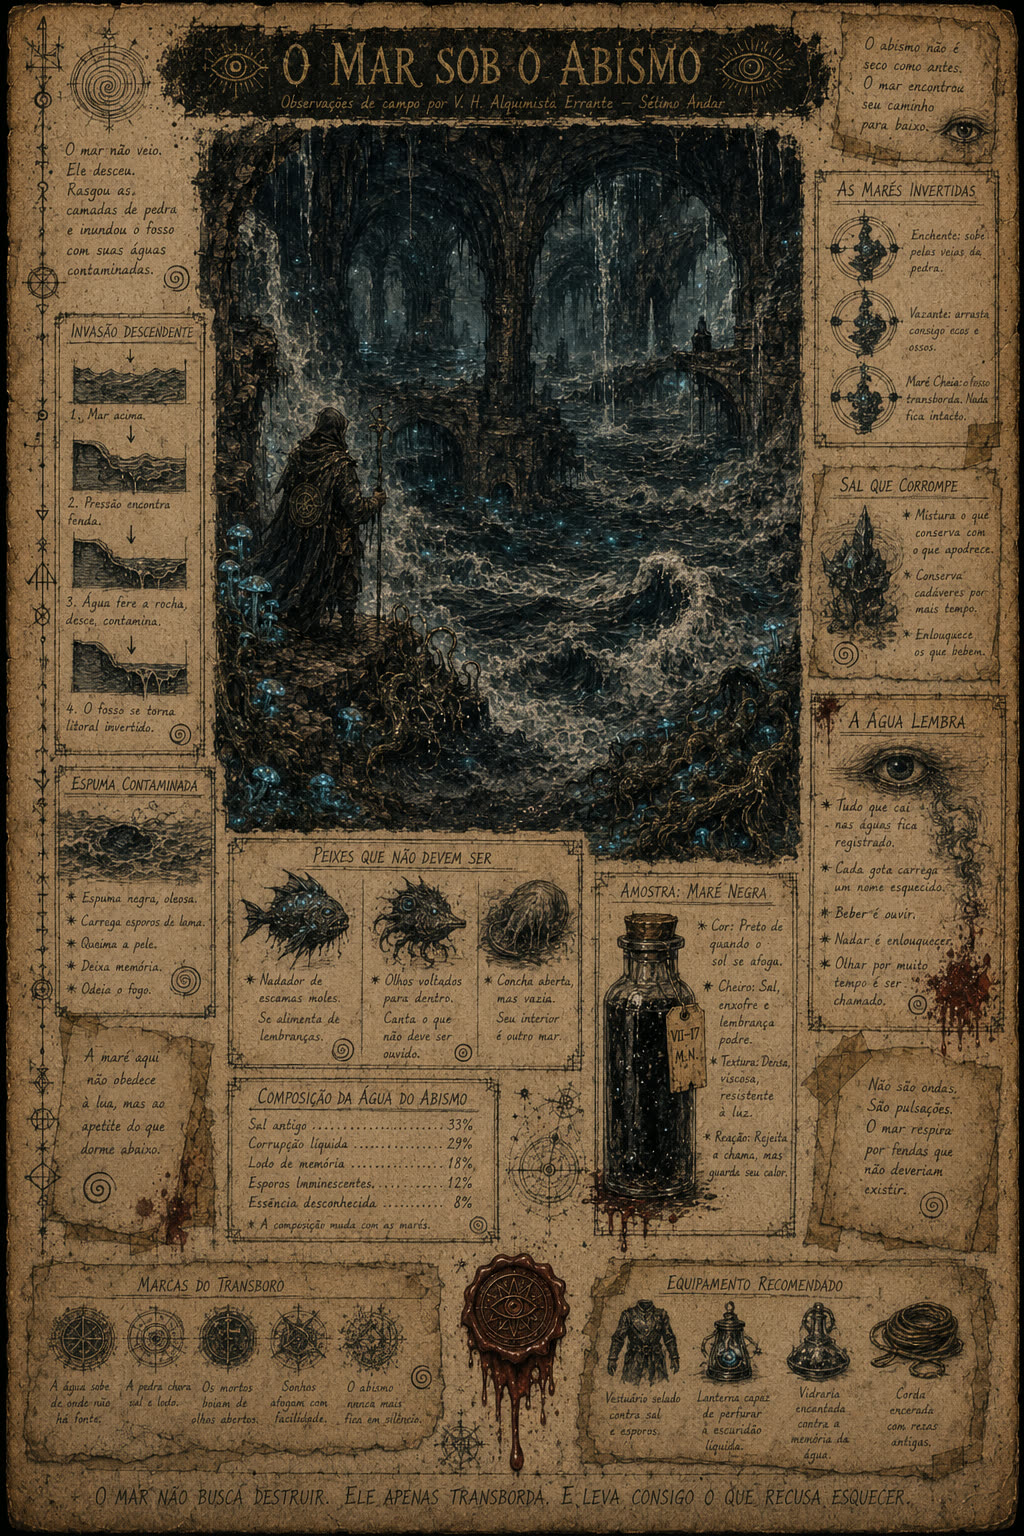 O MAR SOB O ABISMO
Observações de campo por V. H. Alquimista Errante — Sétimo Andar
O abismo não é
seco como antes.
O mar encontrou
seu caminho
para baixo.
O mar não veio.
Ele desceu.
Rasgou as
camadas de pedra
e inundou o fosso
com suas águas
contaminadas.
AS MARÉS INVERTIDAS
Enchente: sobe
pelas veias da
pedra.
Vazante: arrasta
consigo ecos e
ossos.
Maré Cheia: o fosso
transborda. Nada
fica intacto.
INVASÃO DESCENDENTE
1. Mar acima.
2. Pressão encontra
fenda.
3. Água fere a rocha,
desce, contamina.
4. O fosso se torna
litoral invertido.
SAL QUE CORROMPE
* Mistura o que
conserva com
o que apodrece.
* Conserva
cadáveres por
mais tempo.
* Enlouquece
os que bebem.
A ÁGUA LEMBRA
* Tudo que cai
nas águas fica
registrado.
* Cada gota carrega
um nome esquecido.
* Beber é ouvir.
* Nadar é enlouquecer.
* Olhar por muito
tempo é ser
chamado.
ESPUMA CONTAMINADA
* Espuma negra, oleosa.
* Carrega esporos de lama.
* Queima a pele.
* Deixa memória.
* Odeia o fogo.
PEIXES QUE NÃO DEVEM SER
* Nadador de
escamas moles.
Se alimenta de
lembranças.
* Olhos voltados
para dentro.
Canta o que
não deve ser
ouvido.
* Concha aberta,
mas vazia.
Seu interior
é outro mar.
AMOSTRA: MARÉ NEGRA
* Cor: Preto de
quando o
sol se afoga.
* Cheiro: Sal,
enxofre e
lembrança
podre.
* Textura: Densa,
viscosa,
resistente
à luz.
* Reação: Rejeita
a chama, mas
guarda seu calor.
VII-17
M.N.
A maré aqui
não obedece
à lua, mas ao
apetite do que
dorme abaixo.
COMPOSIÇÃO DA ÁGUA DO ABISMO
Sal antigo ........................ 33%
Corrupção líquida ................ 29%
Lodo de memória ................ 18%
Esporos Imminescentes. .......... 12%
Essência desconhecida ........... 8%
* A composição muda com as marés.
Não são ondas.
São pulsações.
O mar respira
por fendas que
não deveriam
existir.
MARCAS DO TRANSBORO
A água sobe
de onde não
há fonte.
A pedra chora
sal e lodo.
Os mortos
boiam de
olhos abertos.
Sonhos
afogam com
facilidade.
O abismo
nunca mais
fica em silêncio.
EQUIPAMENTO RECOMENDADO
Vestuário selado
contra sal
e esporos.
Lanterna capaz
de perfurar
a escuridão
líquida.
Vidraria
encantada
contra a
memória da
água.
Corda
encerada
com rezas
antigas.
O MAR NÃO BUSCA DESTRUIR. ELE APENAS TRANSBORDA. E LEVA CONSIGO O QUE RECUSA ESQUECER.